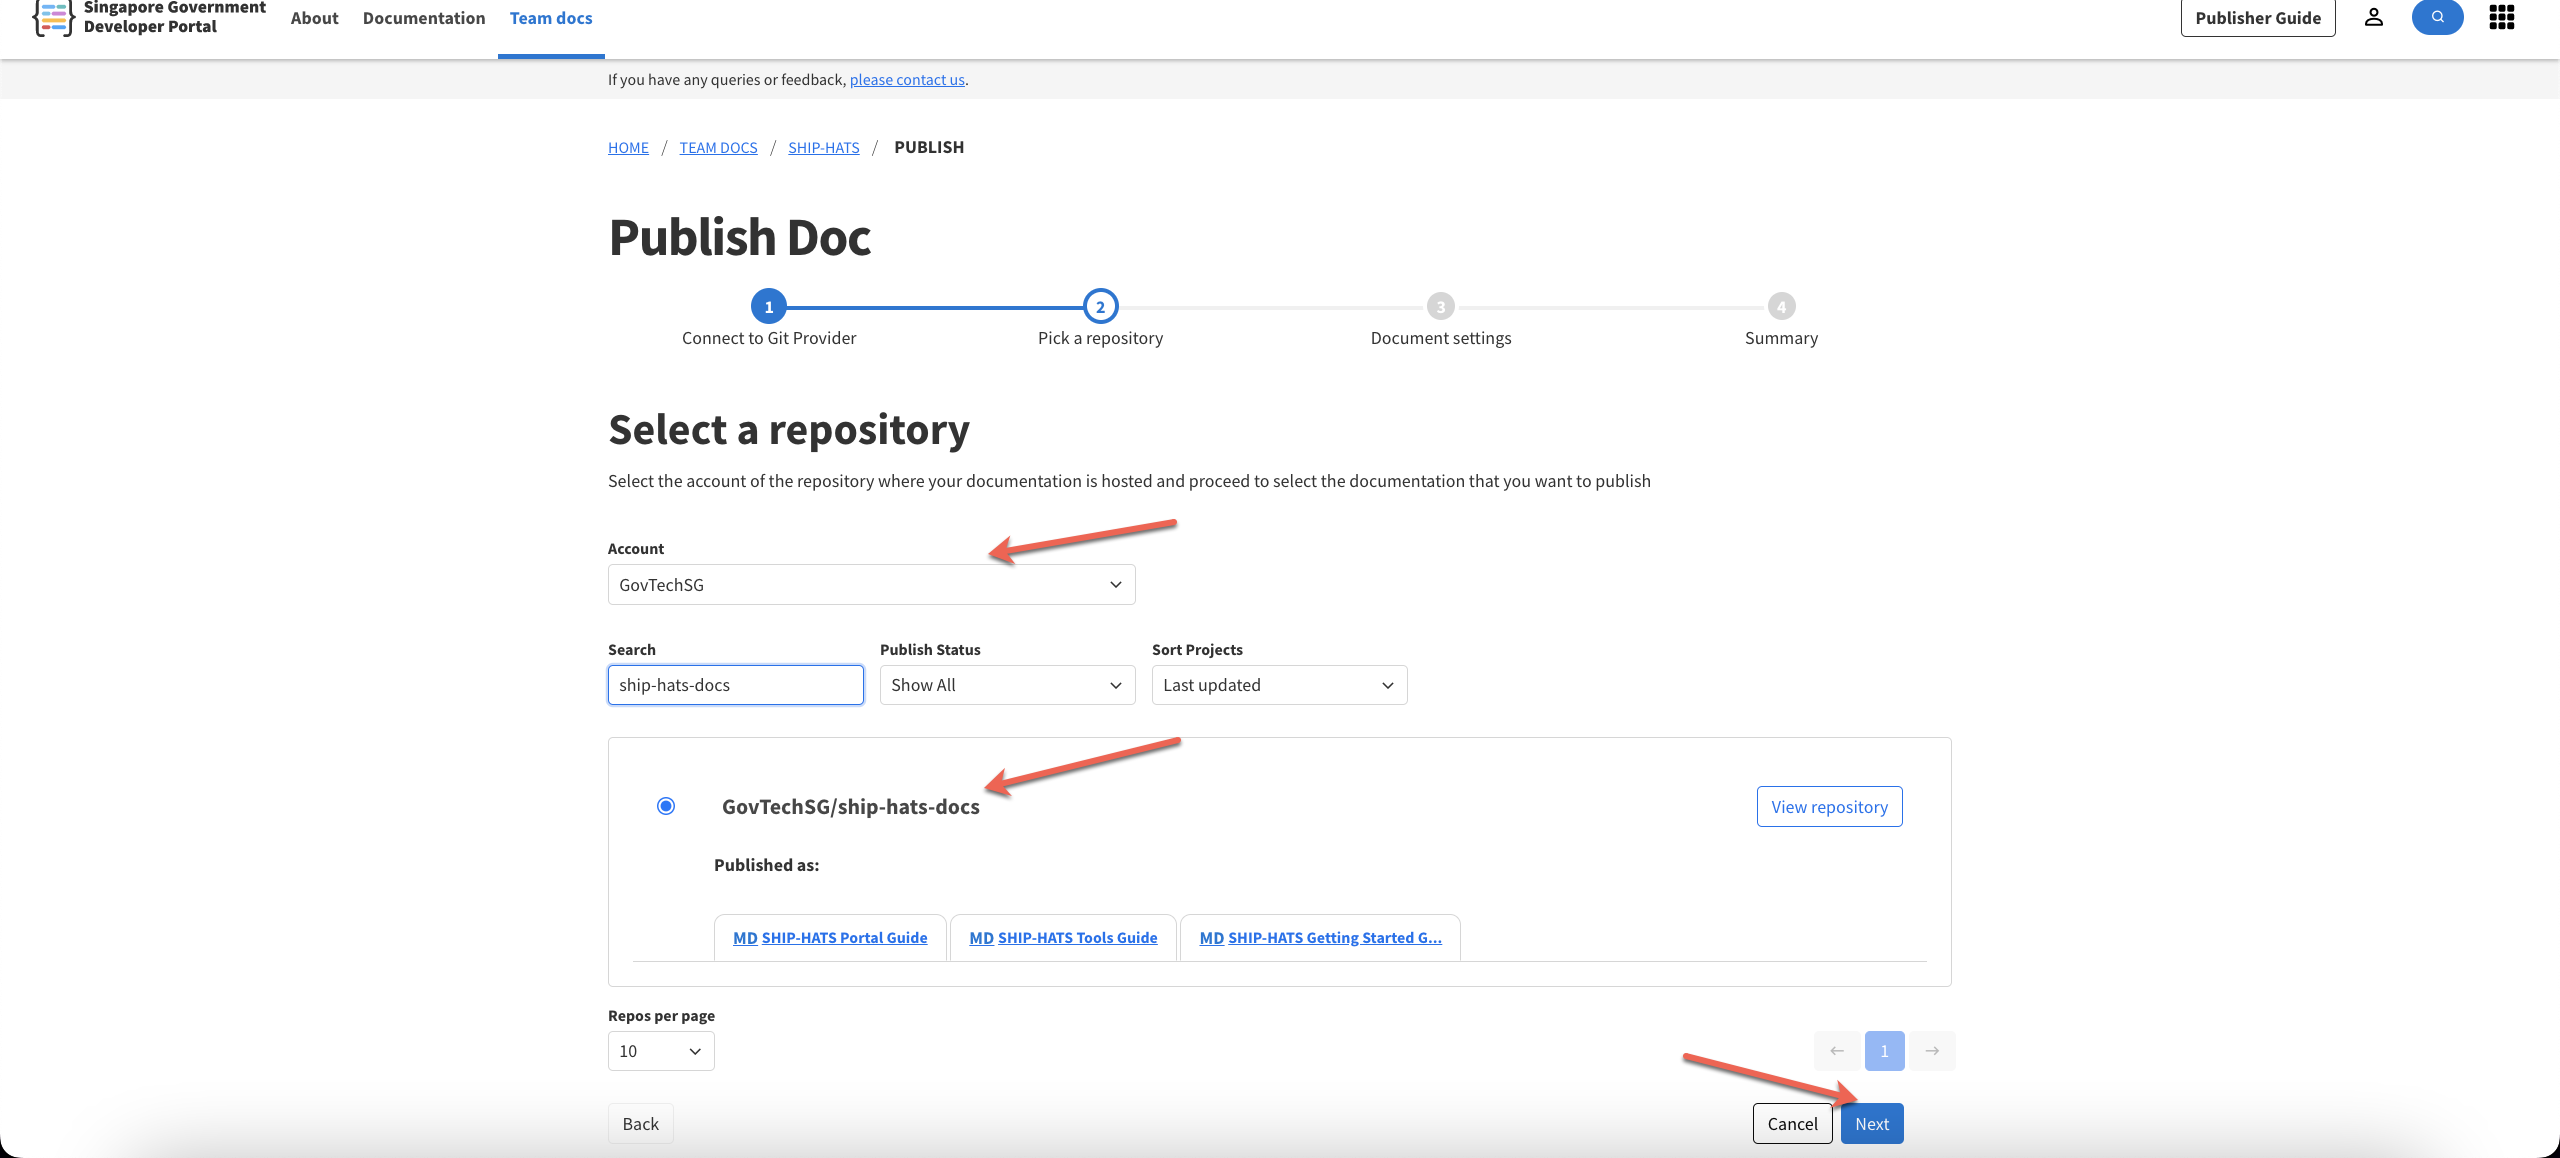 Singapore Government
Developer Portal
About
Documentation
Team docs
Publisher Guide
If you have any queries or feedback, please contact us.
HOME / TEAM DOCS / SHIP-HATS / PUBLISH
Publish Doc
1
2
3
4
Connect to Git Provider
Pick a repository
Document settings
Summary
Select a repository
Select the account of the repository where your documentation is hosted and proceed to select the documentation that you want to publish
Account
GovTechSG
Search
Publish Status
Sort Projects
ship-hats-docs
Show All
Last updated
GovTechSG/ship-hats-docs
View repository
Published as:
MD SHIP-HATS Portal Guide
MD SHIP-HATS Tools Guide
MD SHIP-HATS Getting Started G...
Repos per page
10
← 1 →
Back
Cancel
Next